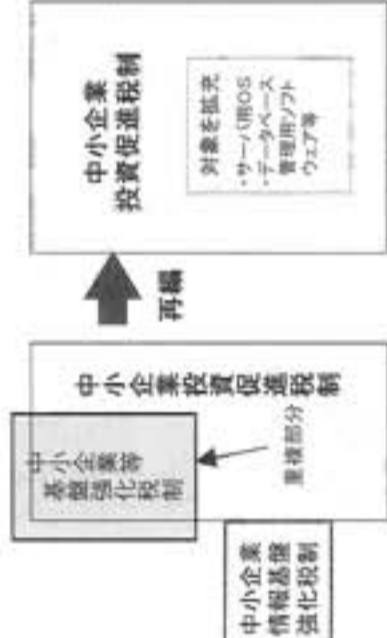 中小企業
情報基盤
強化税制
中小企業等
基盤強化税制
中小企業投資促進税制
重複部分
再編
中小企業
投資促進税制
対象を拡充
・サーバ用OS
・データベース
管理用ソフト
ウェア等